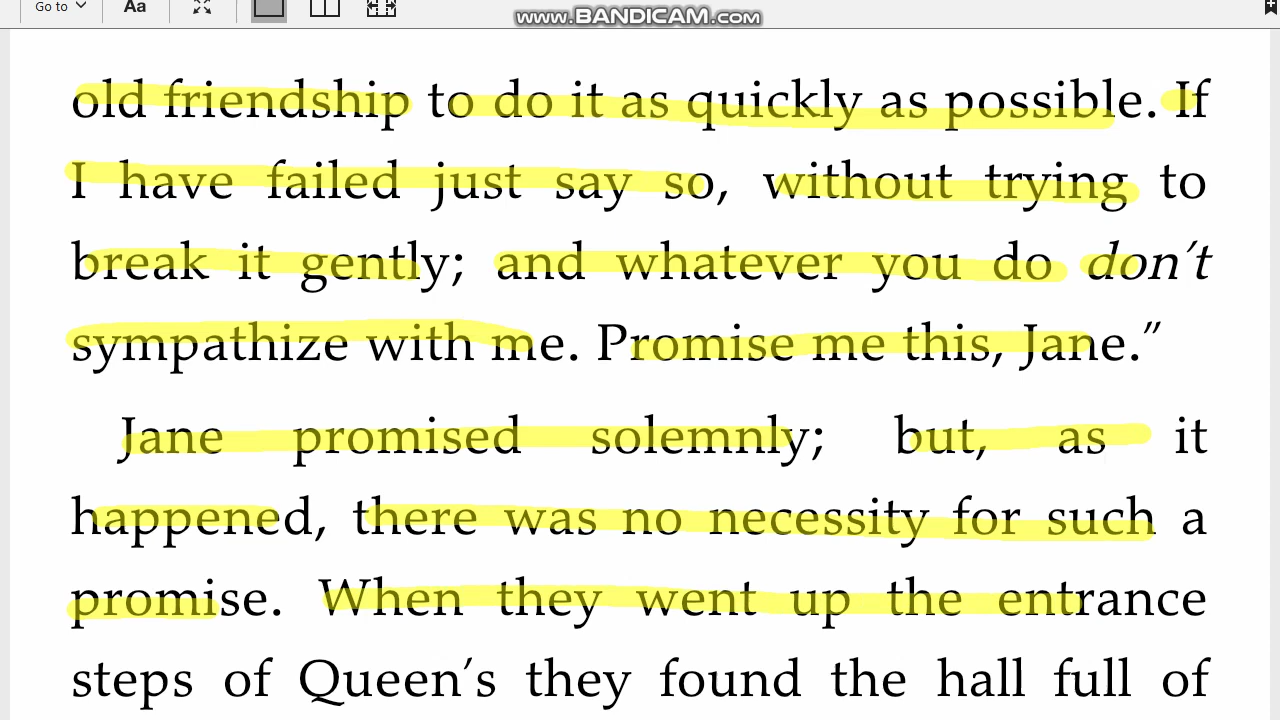 Go to Aa
www.BANDICAM.com
old friendship to do it as quickly as possible. If
I have failed just say so, without trying to
break it gently; and whatever you do don’t
sympathize with me. Promise me this, Jane.”
Jane promised solemnly; but, as it
happened, there was no necessity for such a
promise. When they went up the entrance
steps of Queen’s they found the hall full of